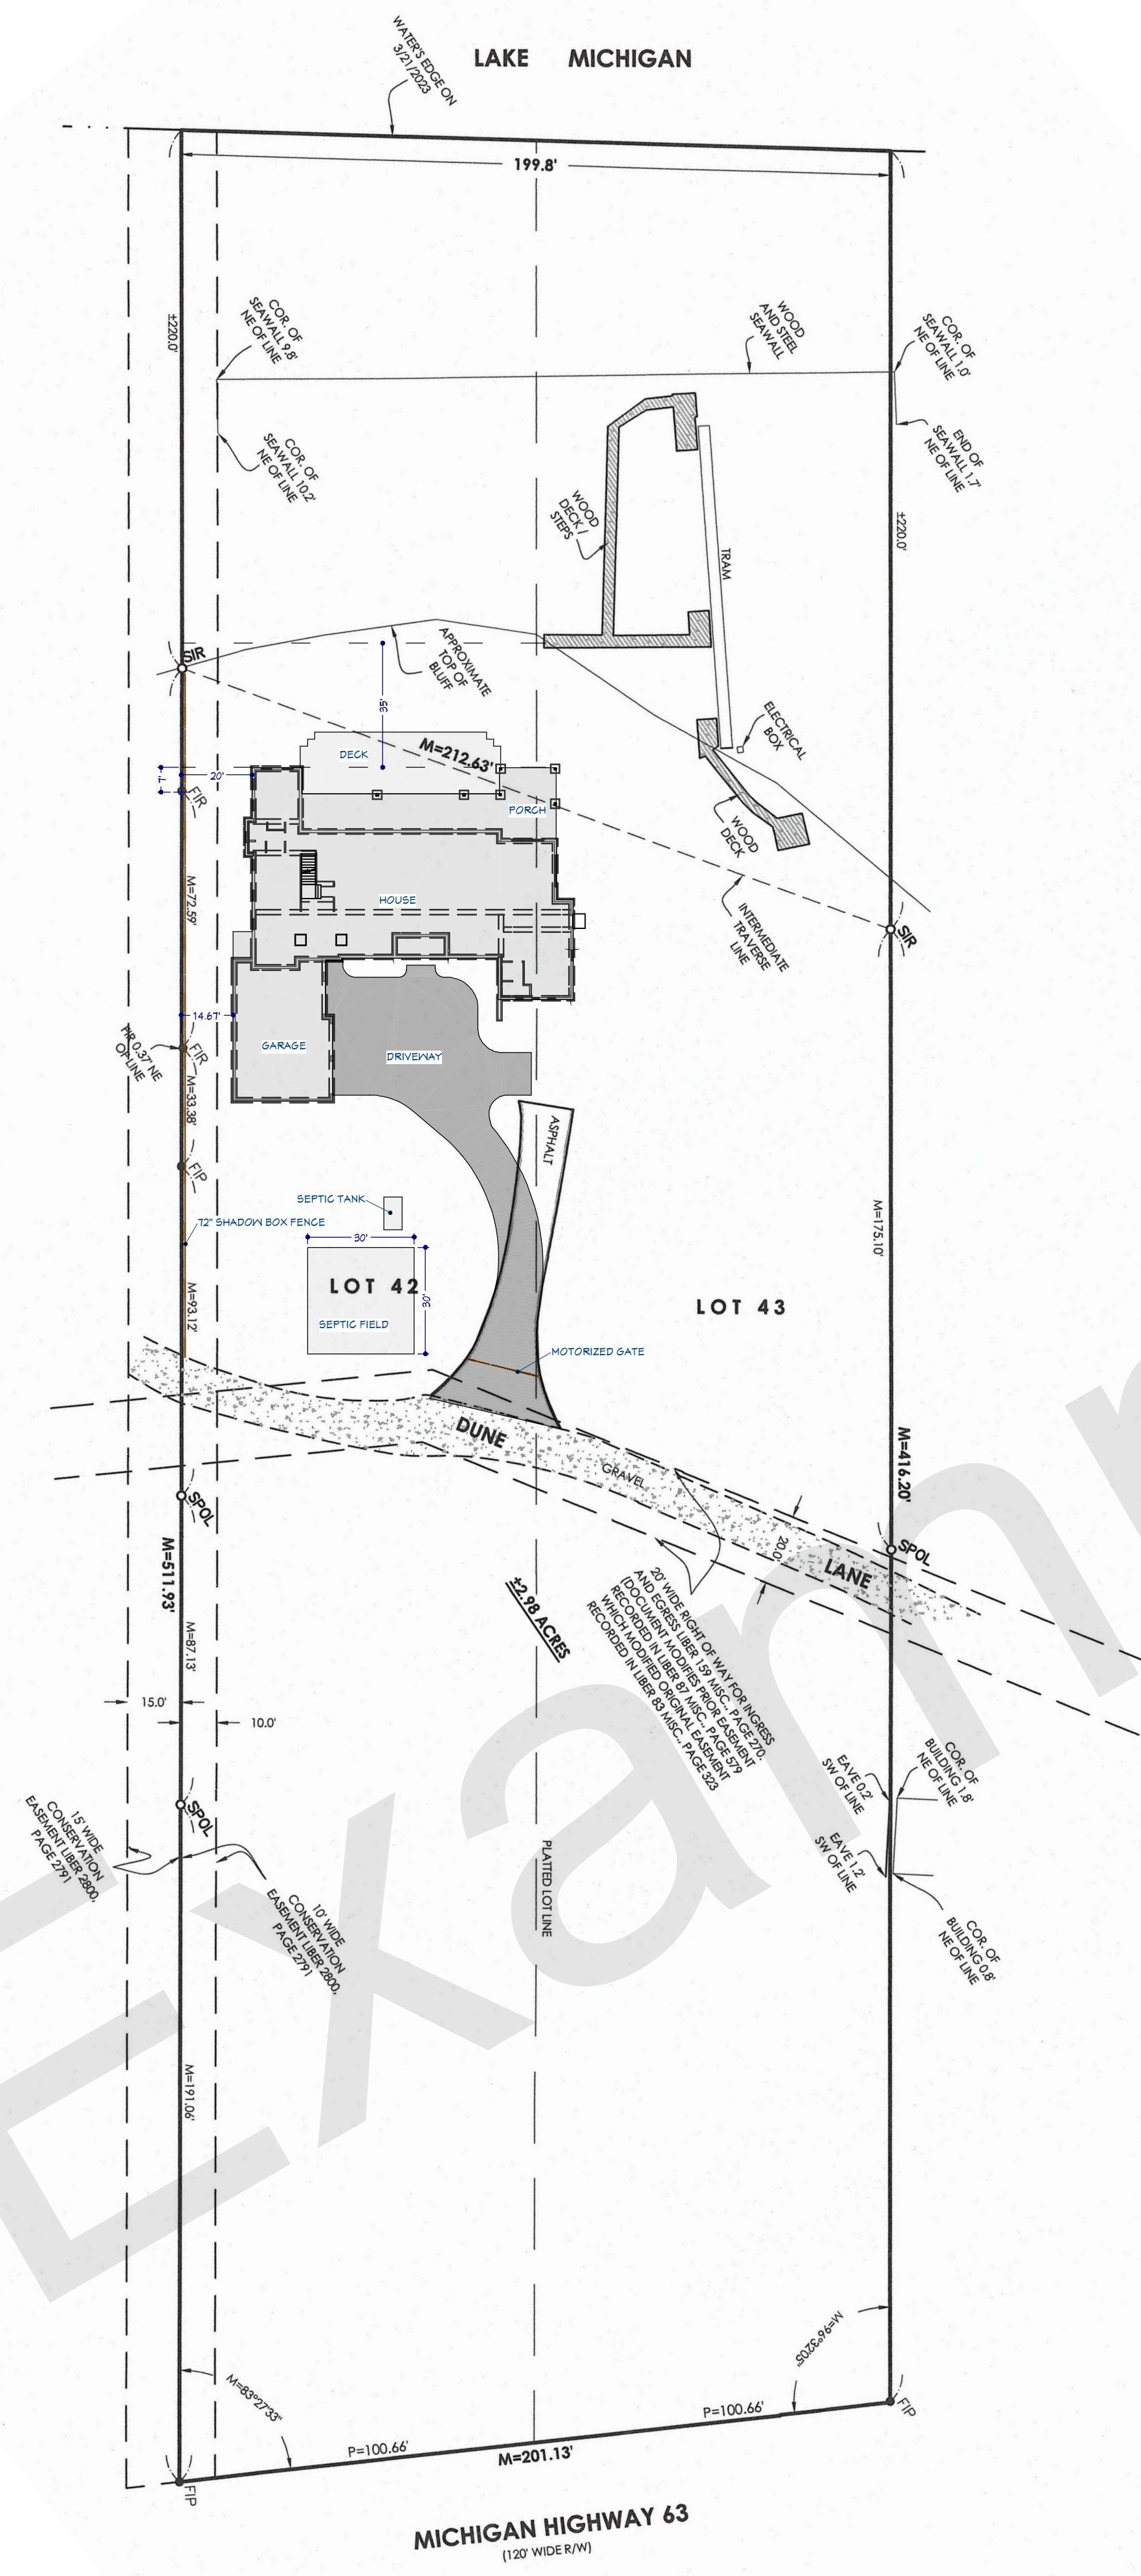 LAKE MICHIGAN
WATER'S EDGE ON
3/21/2023
199.8'
±220.0'
COR. OF
SEAWALL 9.8'
NE OF LINE
WOOD
AND STEEL
SEAWALL
COR. OF
SEAWALL 1.0'
NE OF LINE
COR. OF
SEAWALL 10.2'
NE OF LINE
END OF
SEAWALL 1.7'
NE OF LINE
WOOD
DECK /
STEPS
±220.0'
TRAM
SIR
APPROXIMATE
TOP OF
BLUFF
35'
ELECTRICAL
BOX
DECK
M=212.63'
20'
7'
FIR
PORCH
WOOD
DECK
M=72.59'
HOUSE
INTERMEDIATE
TRAVERSE
LINE
SIR
14.67'
FIR 0.37' NE
OF LINE
FIR
GARAGE
DRIVEWAY
M=33.38'
ASPHALT
FIP
SEPTIC TANK
72" SHADOW BOX FENCE
30'
M=175.10'
LOT 42
30'
LOT 43
M=93.12'
SEPTIC FIELD
MOTORIZED GATE
DUNE
GRAVEL
M=416.20'
SPOL
20.0'
SPOL
LANE
M=511.93'
±2.98 ACRES
20' WIDE RIGHT OF WAY FOR INGRESS
AND EGRESS LIBER 159 MISC., PAGE 270.
(DOCUMENT MODIFIES PRIOR EASEMENT
RECORDED IN LIBER 87 MISC., PAGE 579
WHICH MODIFIED ORIGINAL EASEMENT
RECORDED IN LIBER 83 MISC., PAGE 323
M=87.13'
15.0'
10.0'
COR. OF
BUILDING 1.8'
NE OF LINE
EAVE 0.2'
SW OF LINE
SPOL
15' WIDE
CONSERVATION
EASEMENT LIBER 2800,
PAGE 2791
EAVE 1.2'
SW OF LINE
PLATTED LOT LINE
10' WIDE
CONSERVATION
EASEMENT LIBER 2800,
PAGE 2791
COR. OF
BUILDING 0.8'
NE OF LINE
M=191.06'
M=96°32'05"
M=83°27'33"
P=100.66'
FIP
P=100.66'
M=201.13'
FIP
MICHIGAN HIGHWAY 63
(120' WIDE R/W)